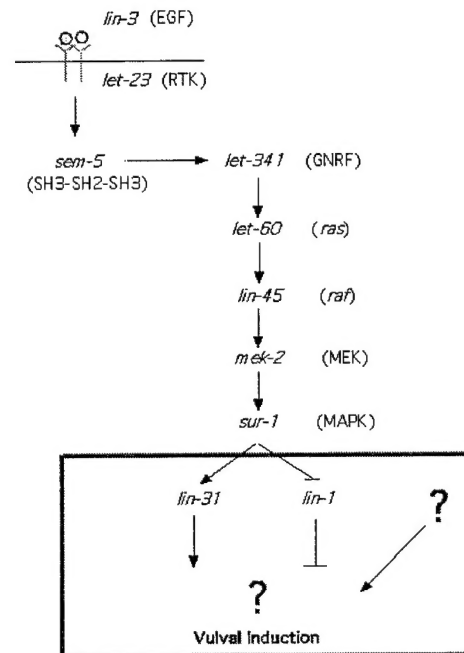 lin-3 (EGF)
let-23 (RTK)
sem-5 let-341 (GNRF)
(SH3-SH2-SH3)
let-60 (ras)
lin-45 (raf)
mek-2 (MEK)
sur-1 (MAPK)
lin-31 lin-1 ?
?
Vulval Induction